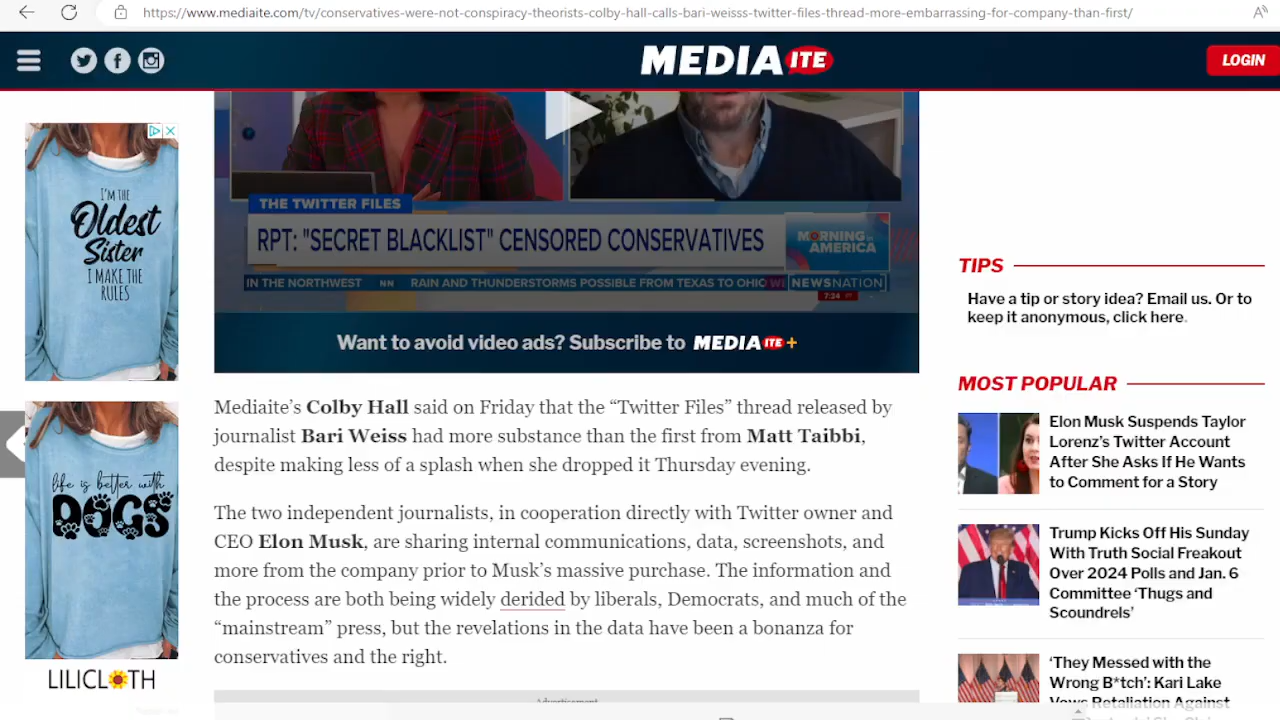 https://www.mediaite.com/tv/conservatives-were-not-conspiracy-theorists-colby-hall-calls-bari-weisss-twitter-files-thread-more-embarrassing-for-company-than-first/
MEDIAITE
LOGIN
I'M THE
Oldest
Sister
I MAKE THE
RULES
life is better with
DOGS
LILICLOTH
THE TWITTER FILES
RPT: "SECRET BLACKLIST" CENSORED CONSERVATIVES
MORNING IN
AMERICA
IN THE NORTHWEST NN RAIN AND THUNDERSTORMS POSSIBLE FROM TEXAS TO OHIO
NEWSNATION
7:24 PT
Want to avoid video ads? Subscribe to MEDIAITE+
Mediaite’s Colby Hall said on Friday that the “Twitter Files” thread released by
journalist Bari Weiss had more substance than the first from Matt Taibbi,
despite making less of a splash when she dropped it Thursday evening.
The two independent journalists, in cooperation directly with Twitter owner and
CEO Elon Musk, are sharing internal communications, data, screenshots, and
more from the company prior to Musk’s massive purchase. The information and
the process are both being widely derided by liberals, Democrats, and much of the
“mainstream” press, but the revelations in the data have been a bonanza for
conservatives and the right.
Advertisement
TIPS
Have a tip or story idea? Email us. Or to
keep it anonymous, click here.
MOST POPULAR
Elon Musk Suspends Taylor
Lorenz’s Twitter Account
After She Asks If He Wants
to Comment for a Story
Trump Kicks Off His Sunday
With Truth Social Freakout
Over 2024 Polls and Jan. 6
Committee ‘Thugs and
Scoundrels’
‘They Messed with the
Wrong B*tch’: Kari Lake
Vows Retaliation Against